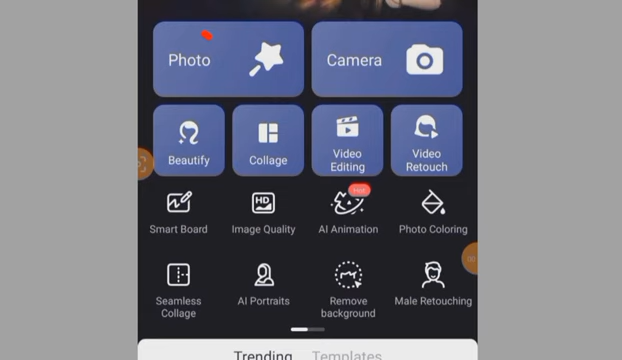 Photo
Camera
Beautify
Collage
Video
Editing
Video
Retouch
Hot
Smart Board
HD
Image Quality
AI Animation
Photo Coloring
Seamless
Collage
AI Portraits
Remove
background
Male Retouching
Trending
Templates